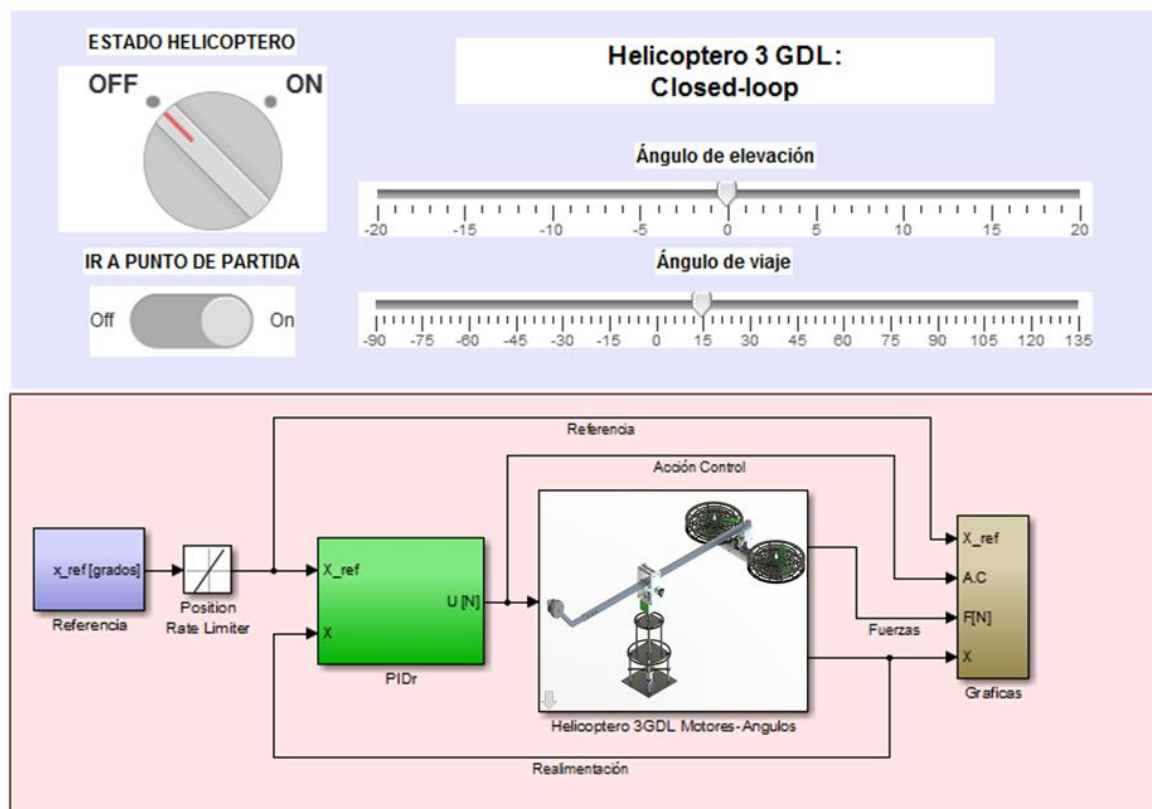 ESTADO HELICOPTERO
OFF
ON
Helicoptero 3 GDL:
Closed-loop
Ángulo de elevación
-20 -15 -10 -5 0 5 10 15 20
IR A PUNTO DE PARTIDA
Off
On
Ángulo de viaje
-90 -75 -60 -45 -30 -15 0 15 30 45 60 75 90 105 120 135
Referencia
Acción Control
x_ref [grados]
Referencia
Position
Rate Limiter
X_ref
X
U [N]
PIDr
Helicoptero 3GDL Motores-Angulos
Fuerzas
X_ref
A.C
F[N]
X
Graficas
Realimentación